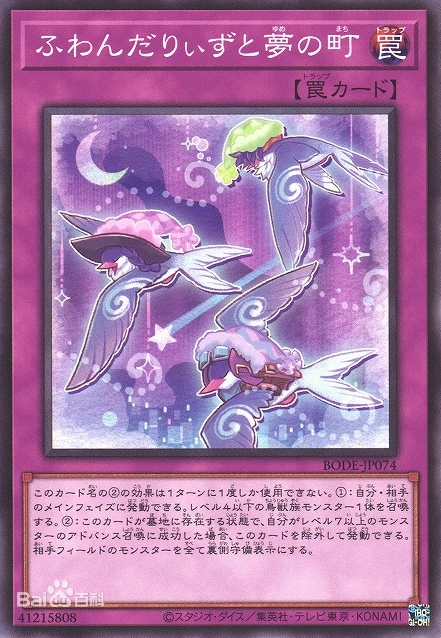 ふわんだりぃずと夢の町 罠
【罠カード】
BODE-JP074
このカード名の②の効果は1ターンに1度しか使用できない。①：自分・相手
のメインフェイズに発動できる。レベル4以下の鳥獣族モンスター1体を召喚
する。②：このカードが墓地に存在する状態で、自分がレベル7以上のモンス
ターのアドバンス召喚に成功した場合、このカードを除外して発動できる。
相手フィールドのモンスターを全て裏側守備表示にする。
Bai百科
41215808
©スタジオ・ダイス／集英社・テレビ東京・KONAMI